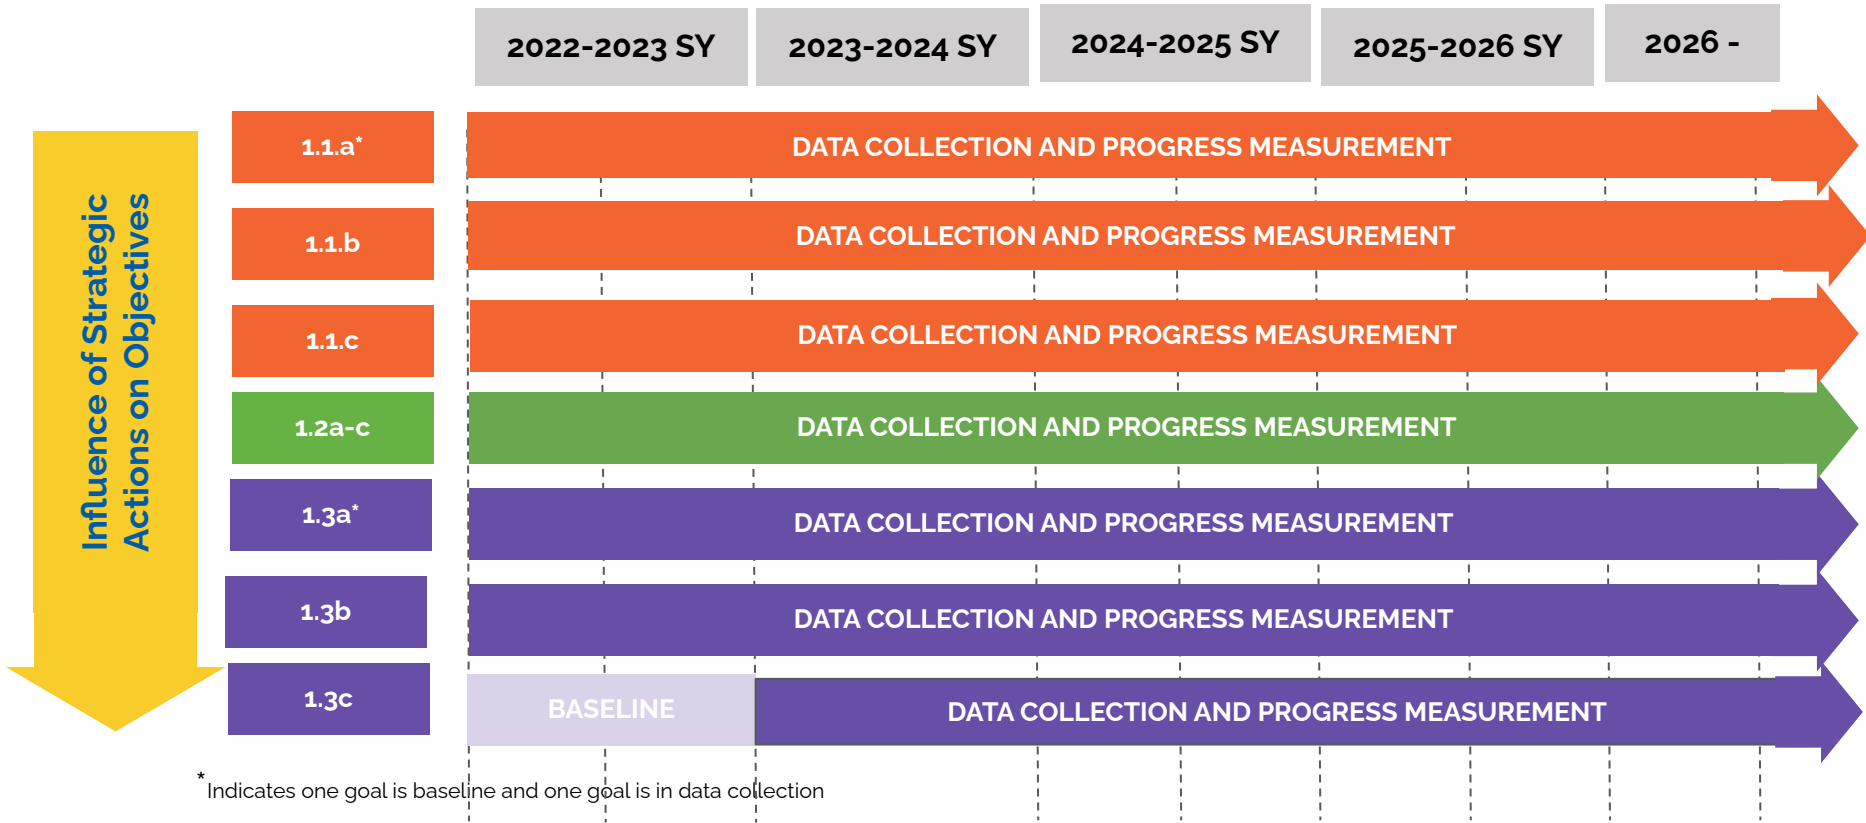 2022-2023 SY
2023-2024 SY
2024-2025 SY
2025-2026 SY
2026 -
Influence of Strategic
Actions on Objectives
1.1.a*
DATA COLLECTION AND PROGRESS MEASUREMENT
1.1.b
DATA COLLECTION AND PROGRESS MEASUREMENT
1.1.c
DATA COLLECTION AND PROGRESS MEASUREMENT
1.2a-c
DATA COLLECTION AND PROGRESS MEASUREMENT
1.3a*
DATA COLLECTION AND PROGRESS MEASUREMENT
1.3b
DATA COLLECTION AND PROGRESS MEASUREMENT
1.3c
BASELINE
DATA COLLECTION AND PROGRESS MEASUREMENT
*Indicates one goal is baseline and one goal is in data collection